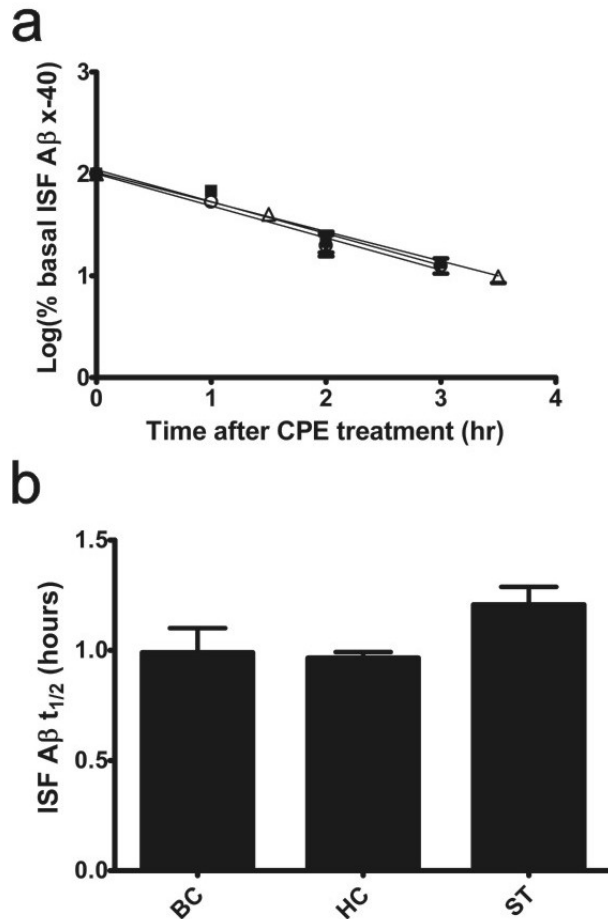 a
Log(% basal ISF Aβ x-40)
3
2
1
0
0 1 2 3 4
Time after CPE treatment (hr)
b
ISF Aβ t1/2 (hours)
1.5
1.0
0.5
0.0
BC HC ST